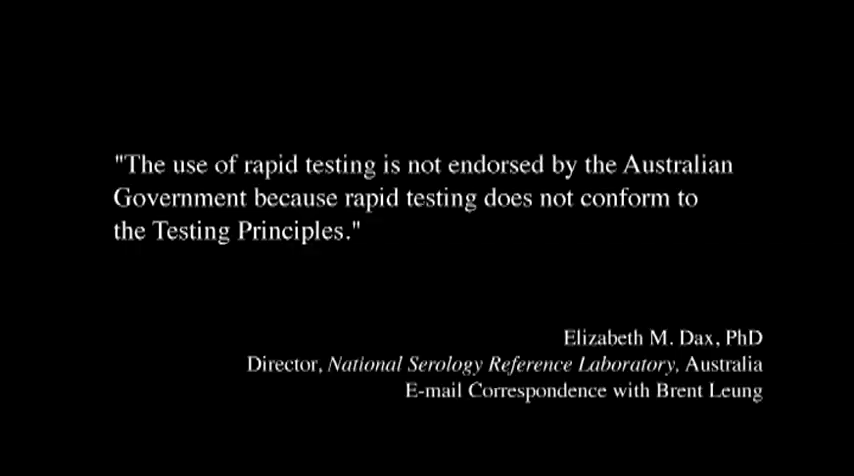 "The use of rapid testing is not endorsed by the Australian
Government because rapid testing does not conform to
the Testing Principles."
Elizabeth M. Dax, PhD
Director, National Serology Reference Laboratory, Australia
E-mail Correspondence with Brent Leung